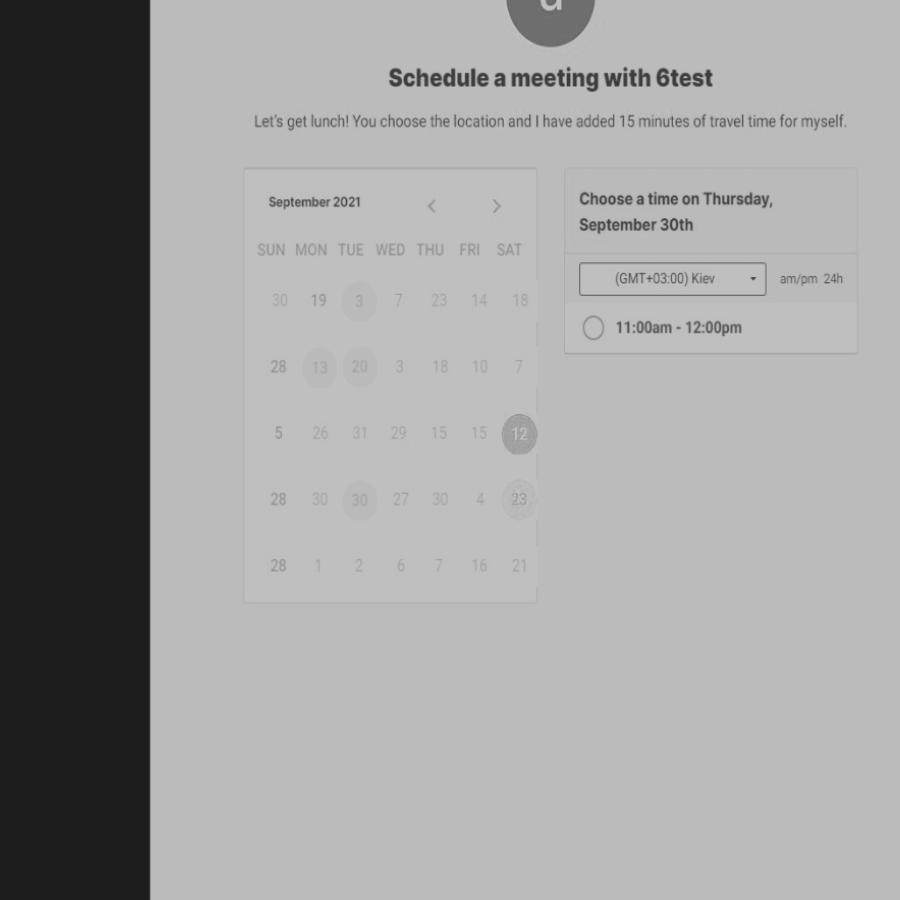 Schedule a meeting with 6test
Let's get lunch! You choose the location and I have added 15 minutes of travel time for myself.
September 2021
SUN MON TUE WED THU FRI SAT
30 19 3 7 23 14 18
28 13 20 3 18 10 7
5 26 31 29 15 15 12
28 30 30 27 30 4 23
28 1 2 6 7 16 21
Choose a time on Thursday,
September 30th
(GMT+03:00) Kiev
am/pm 24h
11:00am - 12:00pm